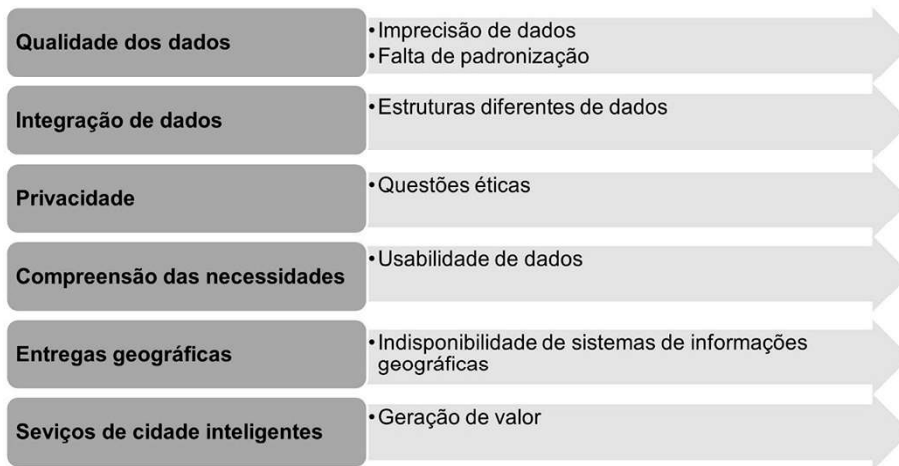 Qualidade dos dados
•Imprecisão de dados
•Falta de padronização
Integração de dados
•Estruturas diferentes de dados
Privacidade
•Questões éticas
Compreensão das necessidades
•Usabilidade de dados
Entregas geográficas
•Indisponibilidade de sistemas de informações
geográficas
Seviços de cidade inteligentes
•Geração de valor